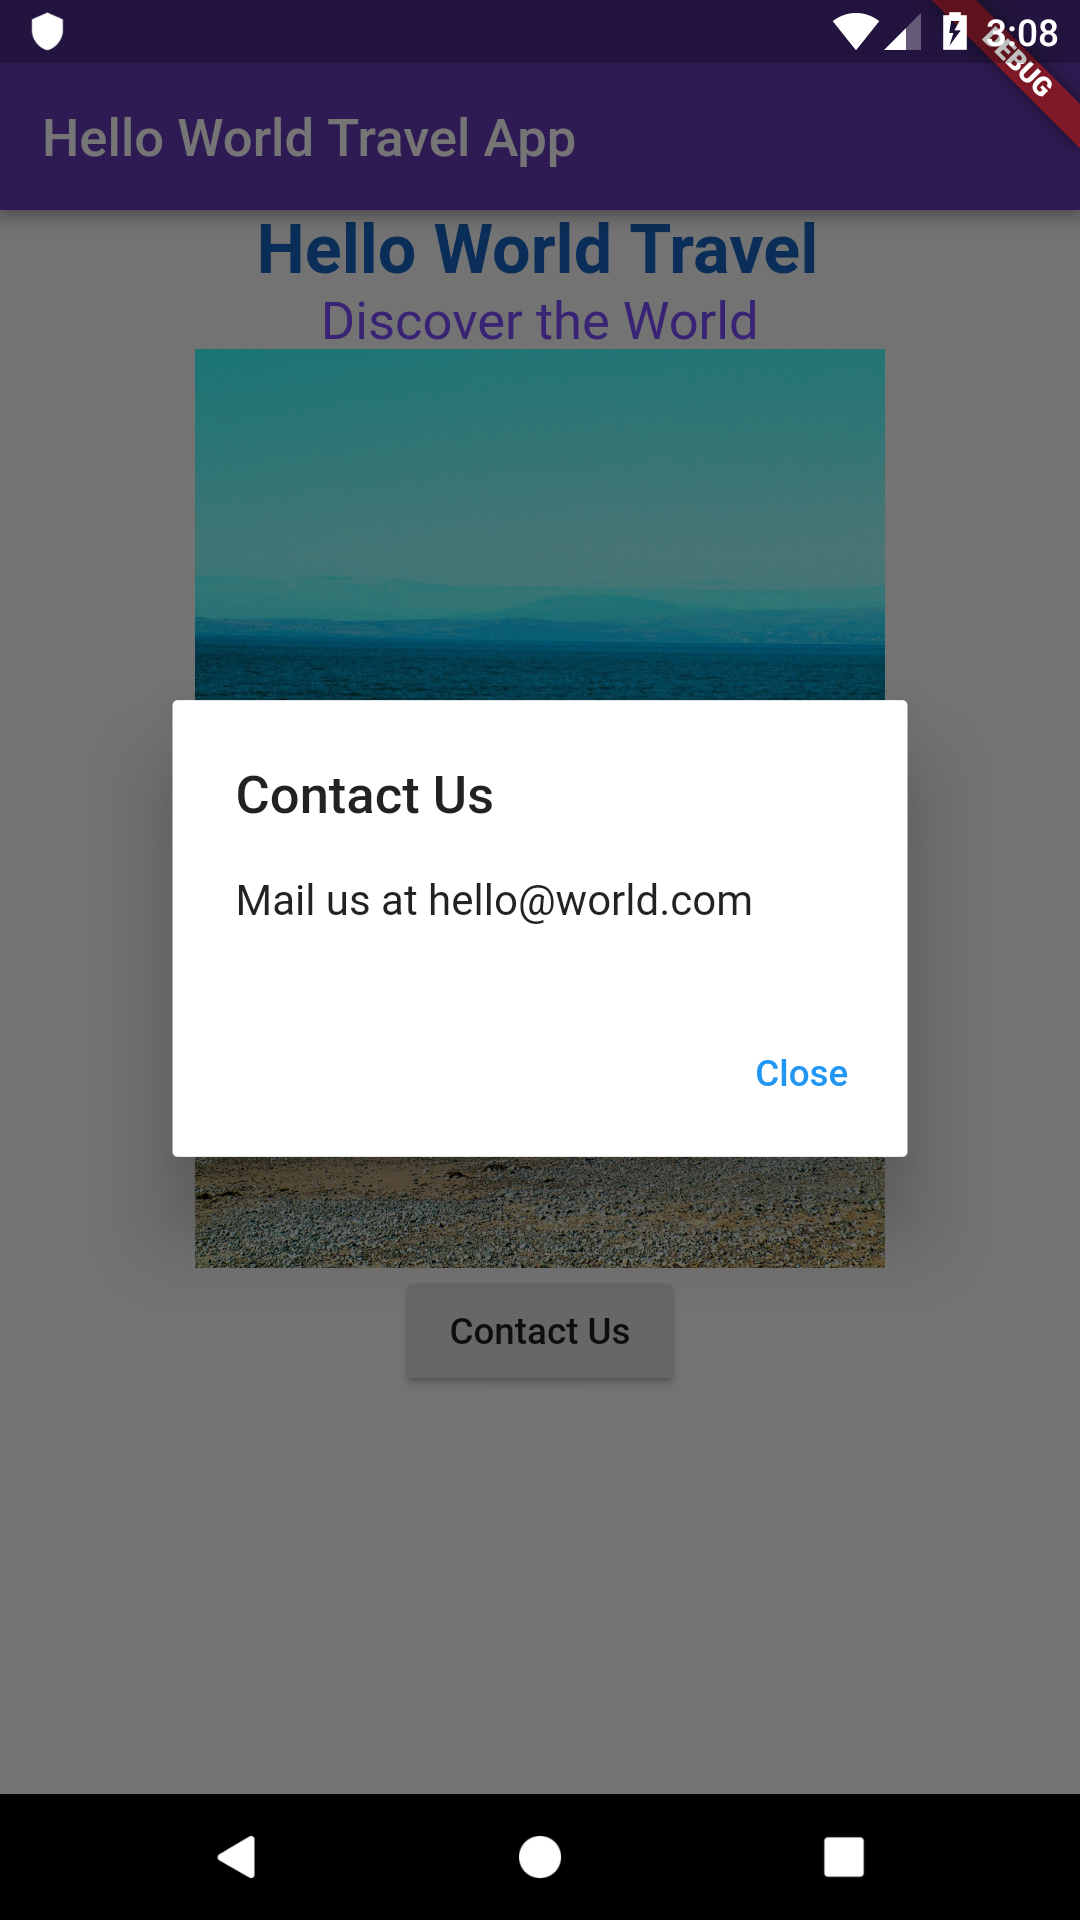 3:08
DEBUG
Hello World Travel App
Hello World Travel
Discover the World
Contact Us
Mail us at hello@world.com
Close
Contact Us